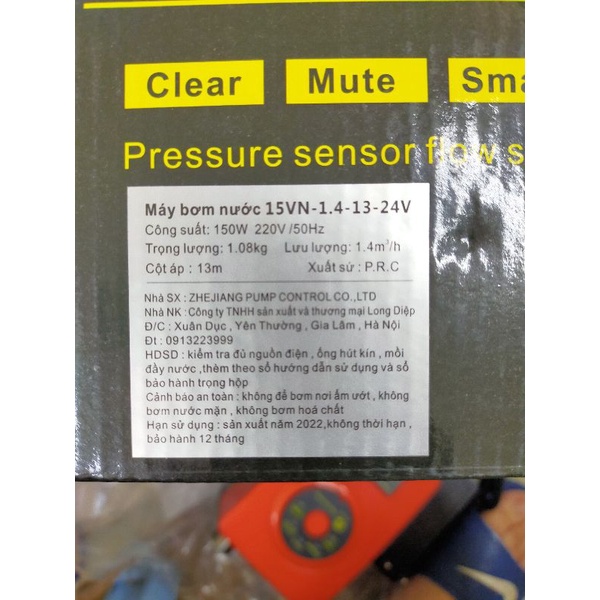 Clear Mute Sma
Pressure sensor flow s
Máy bơm nước 15VN-1.4-13-24V
Công suất: 150W 220V/50Hz
Trọng lượng: 1.08kg Lưu lượng: 1.4m³/h
Cột áp : 13m Xuất sứ : P.R.C
Nhà SX : ZHEJIANG PUMP CONTROL CO.,LTD
Nhà NK : Công ty TNHH sản xuất và thương mại Long Diệp
Đ/C : Xuân Dục , Yên Thường , Gia Lâm , Hà Nội
Đt : 0913223999
HDSD : kiểm tra đủ nguồn điện , ống hút kín , mồi
đầy nước ,thêm theo số hướng dẫn sử dụng và sổ
bảo hành trọng hộp
Cảnh báo an toàn : không để bơm nơi ẩm ướt , không
bơm nước mặn , không bơm hoá chất
Hạn sử dụng : sản xuất năm 2022,không thời hạn ,
bảo hành 12 tháng